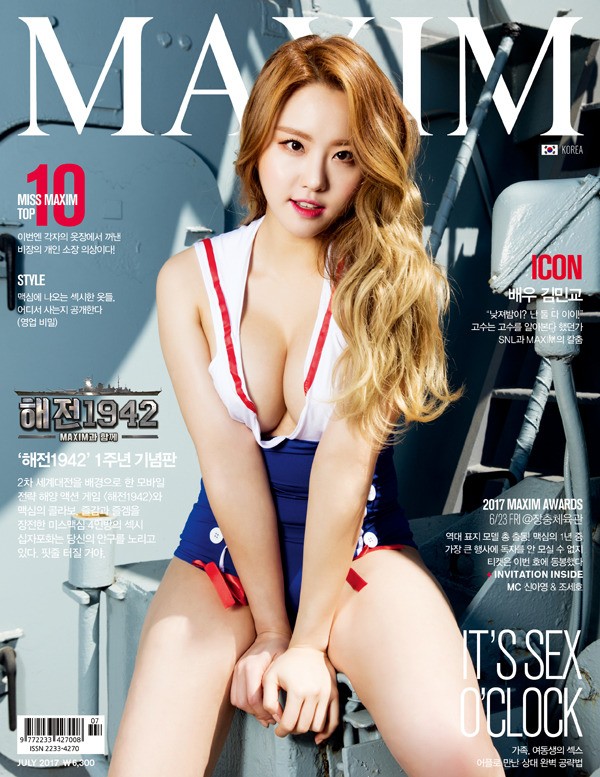 MAXIM
KOREA
MISS MAXIM
TOP 10
이번엔 각자의 옷장에서 꺼낸
비장의 개인 소장 의상이다!
STYLE
맥심에 나오는 섹시한 옷들,
어디서 사는지 공개한다
(영업 비밀)
해전1942
MAXIM과 함께
‘해전1942’ 1주년 기념판
2차 세계대전을 배경으로 한 모바일
전략 해양 액션 게임 〈해전1942〉와
맥심의 콜라보. 즐감과 즐겜을
장전한 미스맥심 4인방의 섹시
십자포화는 당신의 안구를 노리고
있다. 핏줄 터질 거야.
ICON
배우 김민교
“낮져밤이? 난 둘 다 이이!”
고수는 고수를 알아본다 했던가
SNL과 MAXIM의 칼춤
2017 MAXIM AWARDS
6/23 FRI @장충체육관
역대 표지 모델 총 출동! 맥심의 1년 중
가장 큰 행사에 독자를 안 모실 수 없지
티켓은 이번 호에 동봉했다
INVITATION INSIDE
MC 신아영 & 조세호
IT'S SEX
O'CLOCK
가족, 여동생의 섹스
어플로 만난 상대 완벽 공략법
07
9 772233 427008
ISSN 2233-4270
JULY 2017 ₩ 6,300